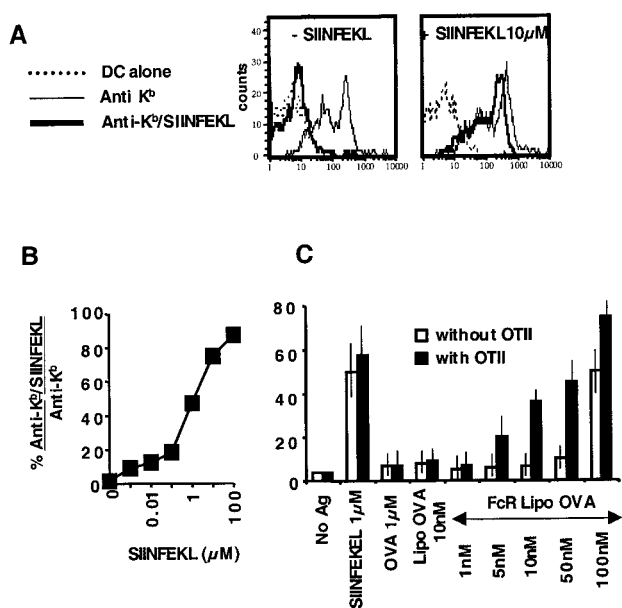 A
DC alone
Anti Kᵇ
Anti-Kᵇ/SIINFEKL
- SIINFEKL
+ SIINFEKL10µM
counts
40
30
20
10
0
1 10 100 1000 10000
1 10 100 1000 10000
B
% Anti-Kᵇ/SIINFEKL
Anti-Kᵇ
100
80
60
40
20
0
0 0.01 1 100
SIINFEKL (µM)
C
80
60
40
20
0
without OTII
with OTII
No Ag
SIINFEKEL 1µM
OVA 1µM
Lipo OVA
10nM
1nM
5nM
10nM
50nM
100nM
FcR Lipo OVA